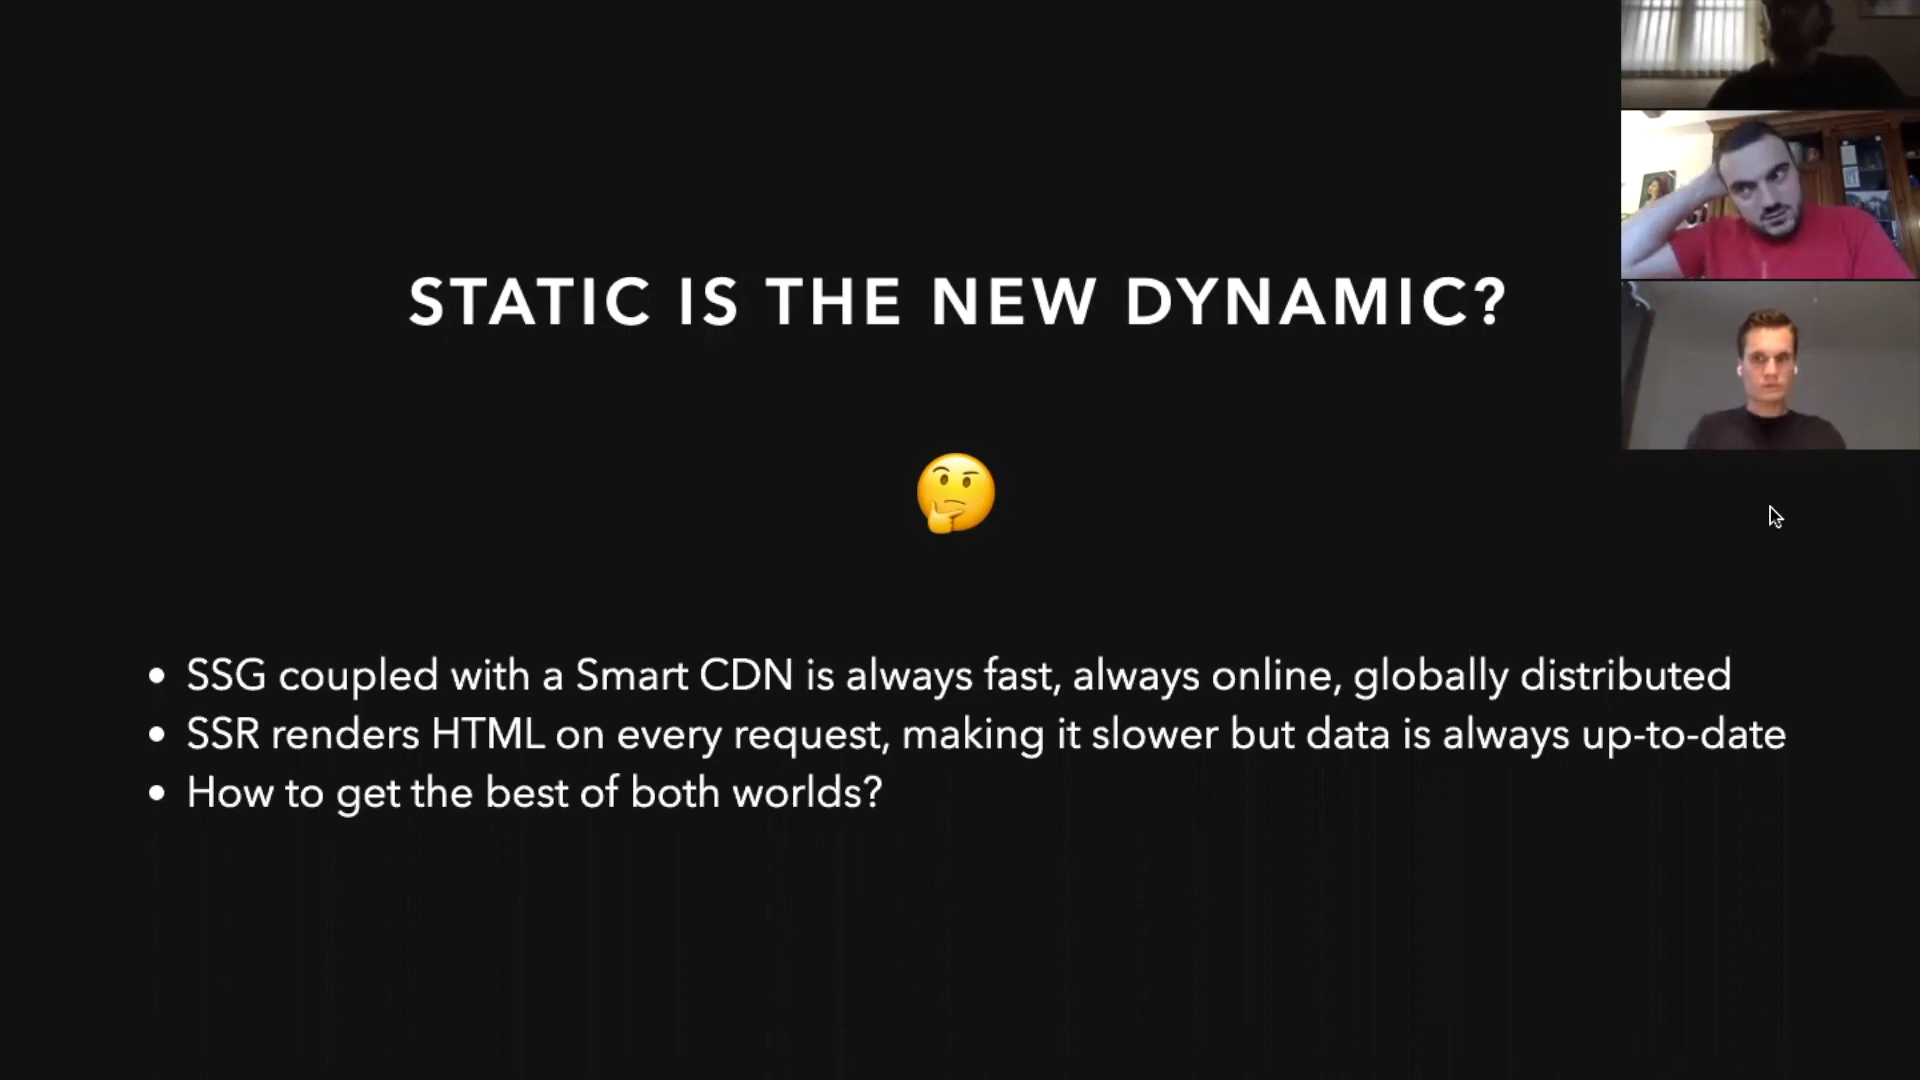 STATIC IS THE NEW DYNAMIC?
SSG coupled with a Smart CDN is always fast, always online, globally distributed
SSR renders HTML on every request, making it slower but data is always up-to-date
How to get the best of both worlds?